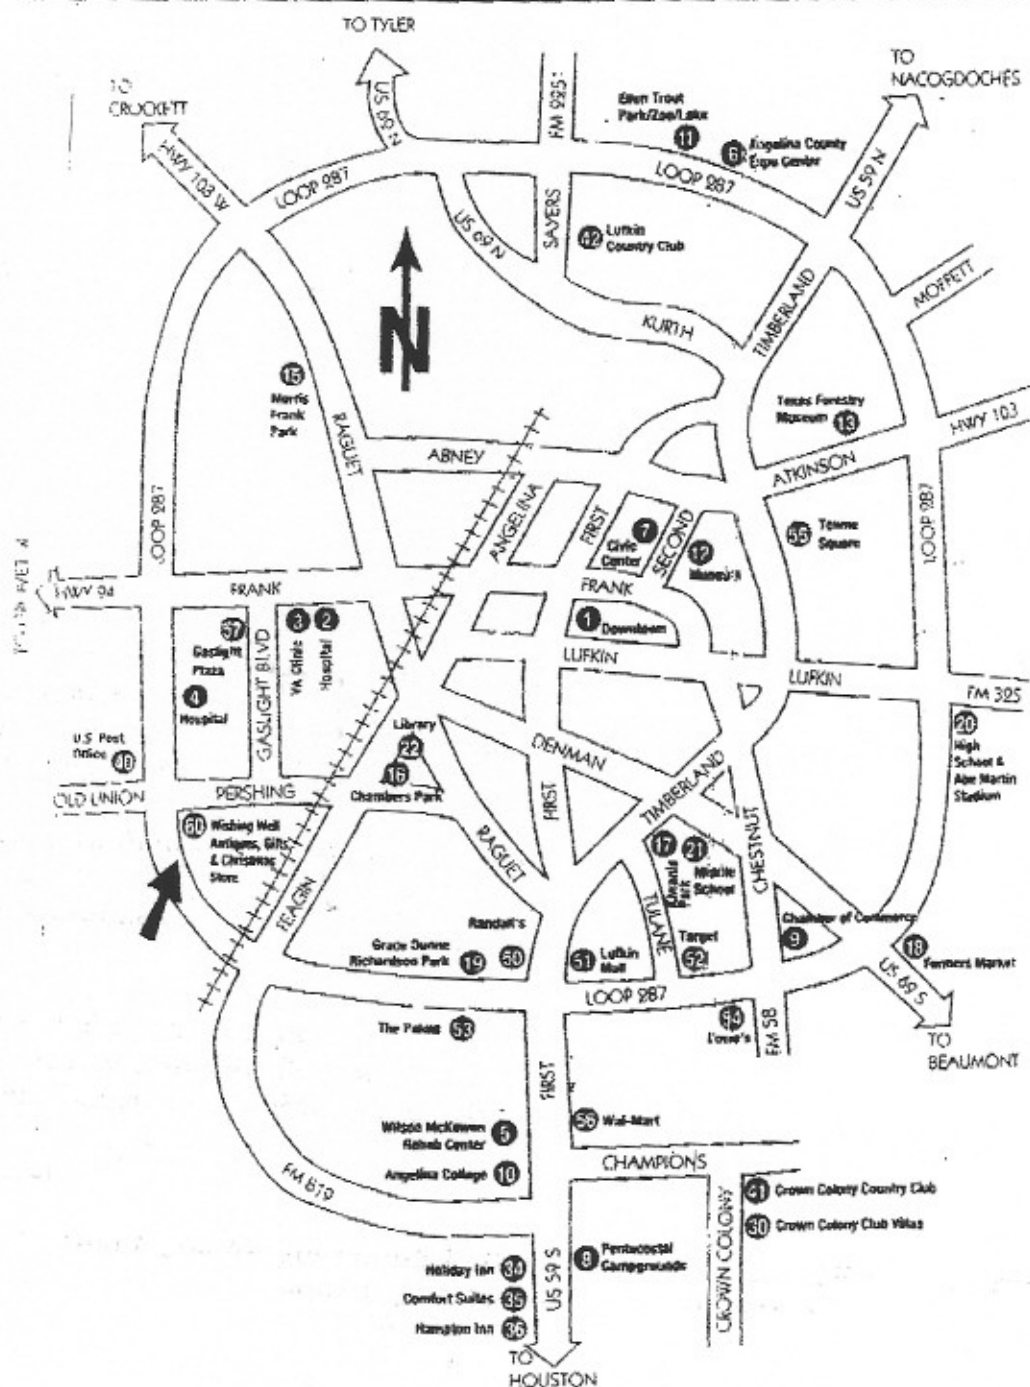 TO TYLER
TO
NACOGDOCHES
TO
CROCKETT
US 69 N
FM 2251
Ellen Trout
Park/Zoo/Lake
11
6
Angelina County
Expo Center
US 59 N
HWY 103 W
LOOP 287
LOOP 287
US 69 N
SAYERS
42
Lufkin
Country Club
MOFFETT
TIMBERLAND
N
KURTH
15
Morris
Frank
Park
Texas Forestry
Museum
13
HWY 103
RAGUET
ABNEY
ATKINSON
ANGELINA
FIRST
7
Civic
Center
SECOND
12
55
Towne
Square
LOOP 287
LOOP 287
HWY 94
FRANK
FRANK
57
Gaslight
Plaza
GASLIGHT BLVD
3
VA Clinic
2
Hospital
1
Downtown
LUFKIN
LUFKIN
FM 325
4
Hospital
U.S. Post
Office
Library
22
16
Chambers Park
DENMAN
20
High
School &
Abe Martin
Stadium
OLD UNION
PERSHING
FIRST
TIMBERLAND
60
Wishing Well
Antiques, Gifts
& Christmas
Store
RAGUET
17
Kiwanis
Park
21
Middle
School
CHESTNUT
FEAGIN
TULANE
Chamber of Commerce
9
Randall's
50
Grace Dunne
Richardson Park
19
51
Lufkin
Mall
Target
52
18
Farmers Market
US 69 S
LOOP 287
53
54
Lowe's
FM 58
TO
BEAUMONT
FIRST
56
Wal-Mart
Wilson McKewen
Rehab Center
5
CHAMPIONS
Angelina College
10
FM 819
41
Crown Colony Country Club
30
Crown Colony Club Villas
CROWN COLONY
8
Pentecostal
Campgrounds
Holiday Inn
34
Comfort Suites
35
Hampton Inn
36
US 59 S
TO
HOUSTON